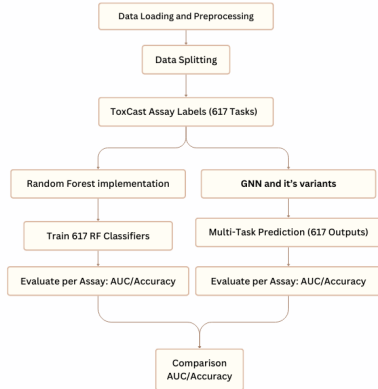 Data Loading and Preprocessing
Data Splitting
ToxCast Assay Labels (617 Tasks)
Random Forest implementation
GNN and it's variants
Train 617 RF Classifiers
Multi-Task Prediction (617 Outputs)
Evaluate per Assay: AUC/Accuracy
Evaluate per Assay: AUC/Accuracy
Comparison
AUC/Accuracy